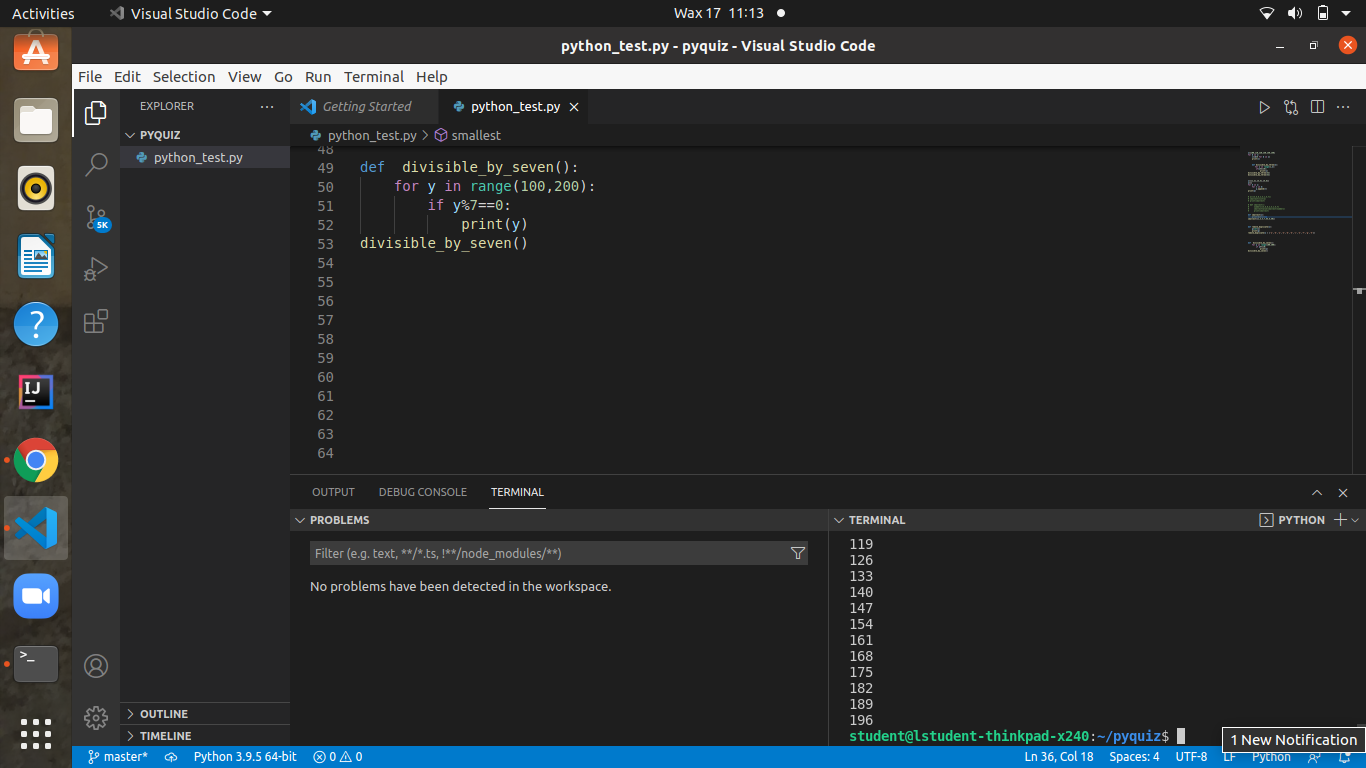 Activities Visual Studio Code Wax 17 11:13
python_test.py - pyquiz - Visual Studio Code
File Edit Selection View Go Run Terminal Help
EXPLORER
Getting Started
python_test.py
PYQUIZ
python_test.py > smallest
python_test.py
48
49 def  divisible_by_seven():
50 for y in range(100,200):
51 if y%7==0:
52 print(y)
53 divisible_by_seven()
54
55
56
57
58
59
60
61
62
63
64
5K
IJ
OUTPUT DEBUG CONSOLE TERMINAL
PROBLEMS
Filter (e.g. text, **/*.ts, !**/node_modules/**)
No problems have been detected in the workspace.
TERMINAL PYTHON
119
126
133
140
147
154
161
168
175
182
189
196
student@lstudent-thinkpad-x240:~/pyquiz$
OUTLINE
TIMELINE
1 New Notification
master* Python 3.9.5 64-bit 0 0 Ln 36, Col 18 Spaces: 4 UTF-8 LF Python